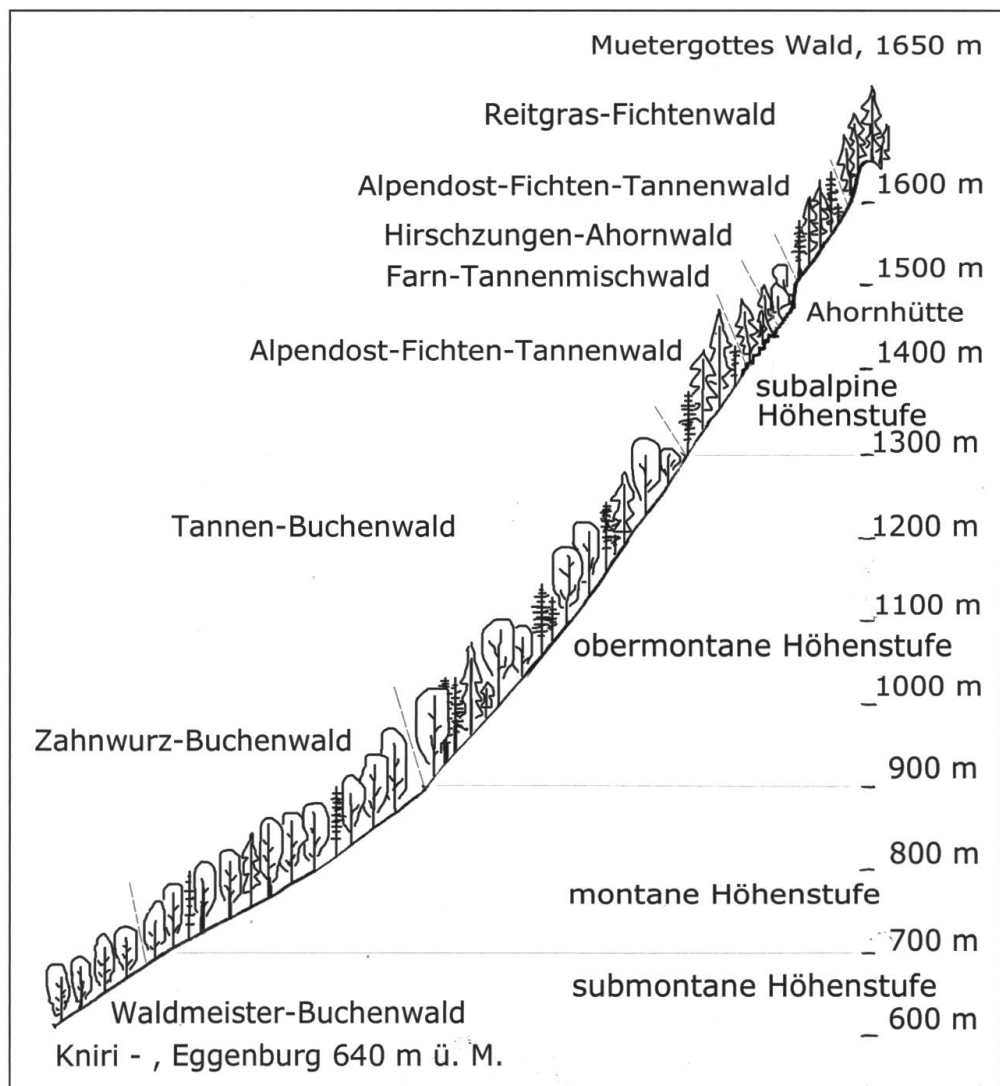 Muetergottes Wald, 1650 m
Reitgras-Fichtenwald
Alpendost-Fichten-Tannenwald
1600 m
Hirschzungen-Ahornwald
Farn-Tannenmischwald
1500 m
Ahornhütte
Alpendost-Fichten-Tannenwald
1400 m
subalpine
Höhenstufe
1300 m
Tannen-Buchenwald
1200 m
1100 m
obermontane Höhenstufe
1000 m
Zahnwurz-Buchenwald
900 m
800 m
montane Höhenstufe
700 m
submontane Höhenstufe
Waldmeister-Buchenwald
600 m
Kniri - , Eggenburg 640 m ü. M.